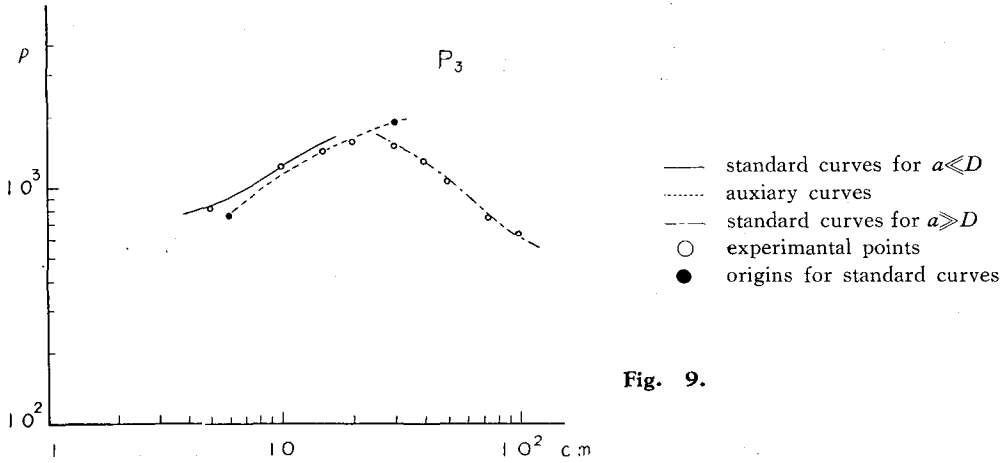 P
P₃
10³
10²
1
10
10² cm
standard curves for a≪D
auxiary curves
standard curves for a≫D
experimantal points
origins for standard curves
Fig. 9.